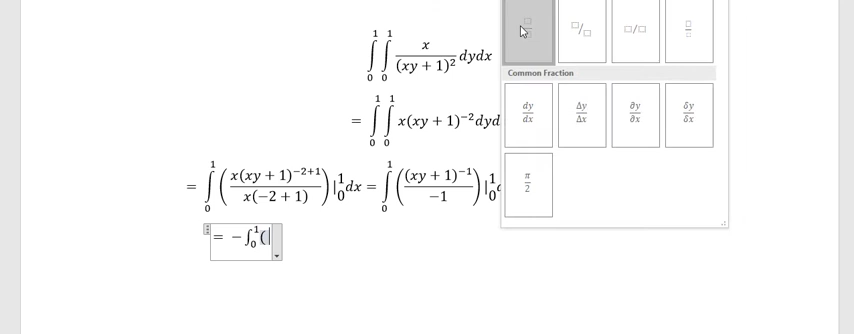 ∫₀¹ ∫₀¹ x/(xy + 1)² dydx
Common Fraction
dy/dx Δy/Δx ∂y/∂x δy/δx
= ∫₀¹ ∫₀¹ x(xy + 1)⁻² dyd
π/2
= ∫₀¹ (x(xy + 1)⁻²⁺¹/x(−2 + 1))|₀¹ dx = ∫₀¹ ((xy + 1)⁻¹/−1)|₀¹
= −∫₀¹(